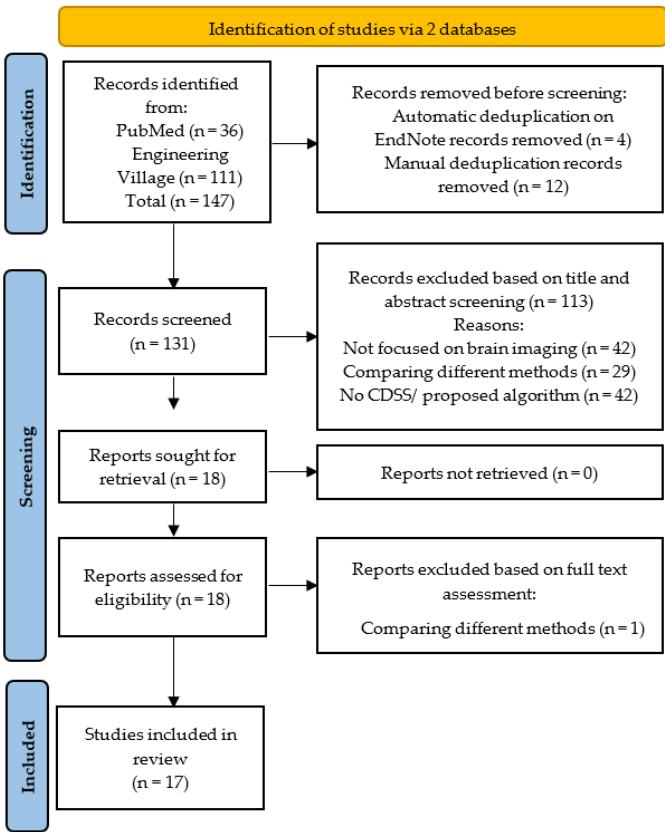 Identification of studies via 2 databases
Identification
Records identified
from:
PubMed (n = 36)
Engineering
Village (n = 111)
Total (n = 147)
Records removed before screening:
Automatic deduplication on
EndNote records removed (n = 4)
Manual deduplication records
removed (n = 12)
Screening
Records screened
(n = 131)
Records excluded based on title and
abstract screening (n = 113)
Reasons:
Not focused on brain imaging (n = 42)
Comparing different methods (n = 29)
No CDSS/ proposed algorithm (n = 42)
Reports sought for
retrieval (n = 18)
Reports not retrieved (n = 0)
Reports assessed for
eligibility (n = 18)
Reports excluded based on full text
assessment:
Comparing different methods (n = 1)
Included
Studies included in
review
(n = 17)